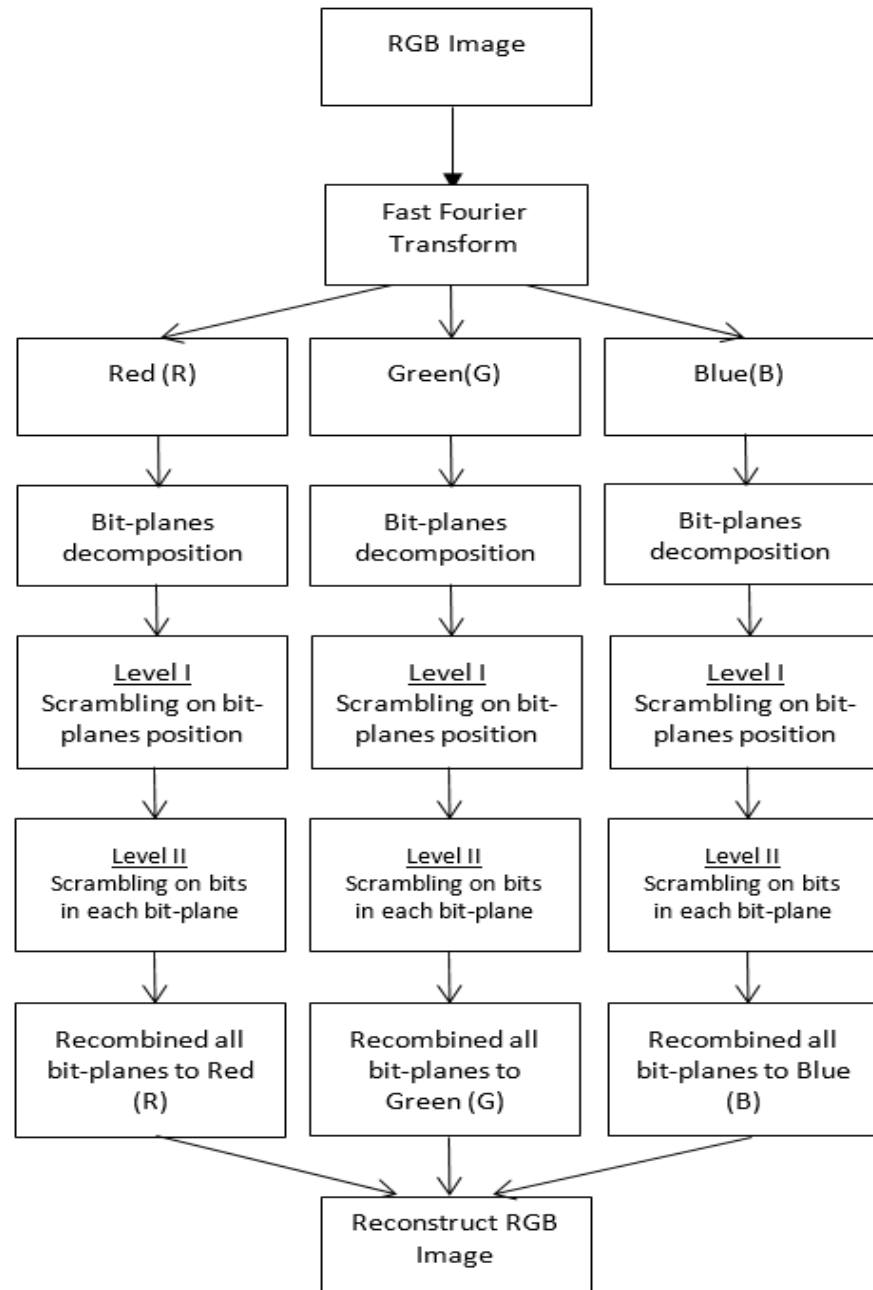 RGB Image
Fast Fourier
Transform
Red (R)
Green(G)
Blue(B)
Bit-planes
decomposition
Bit-planes
decomposition
Bit-planes
decomposition
Level I
Scrambling on bit-
planes position
Level I
Scrambling on bit-
planes position
Level I
Scrambling on bit-
planes position
Level II
Scrambling on bits
in each bit-plane
Level II
Scrambling on bits
in each bit-plane
Level II
Scrambling on bits
in each bit-plane
Recombined all
bit-planes to Red
(R)
Recombined all
bit-planes to
Green (G)
Recombined all
bit-planes to Blue
(B)
Reconstruct RGB
Image